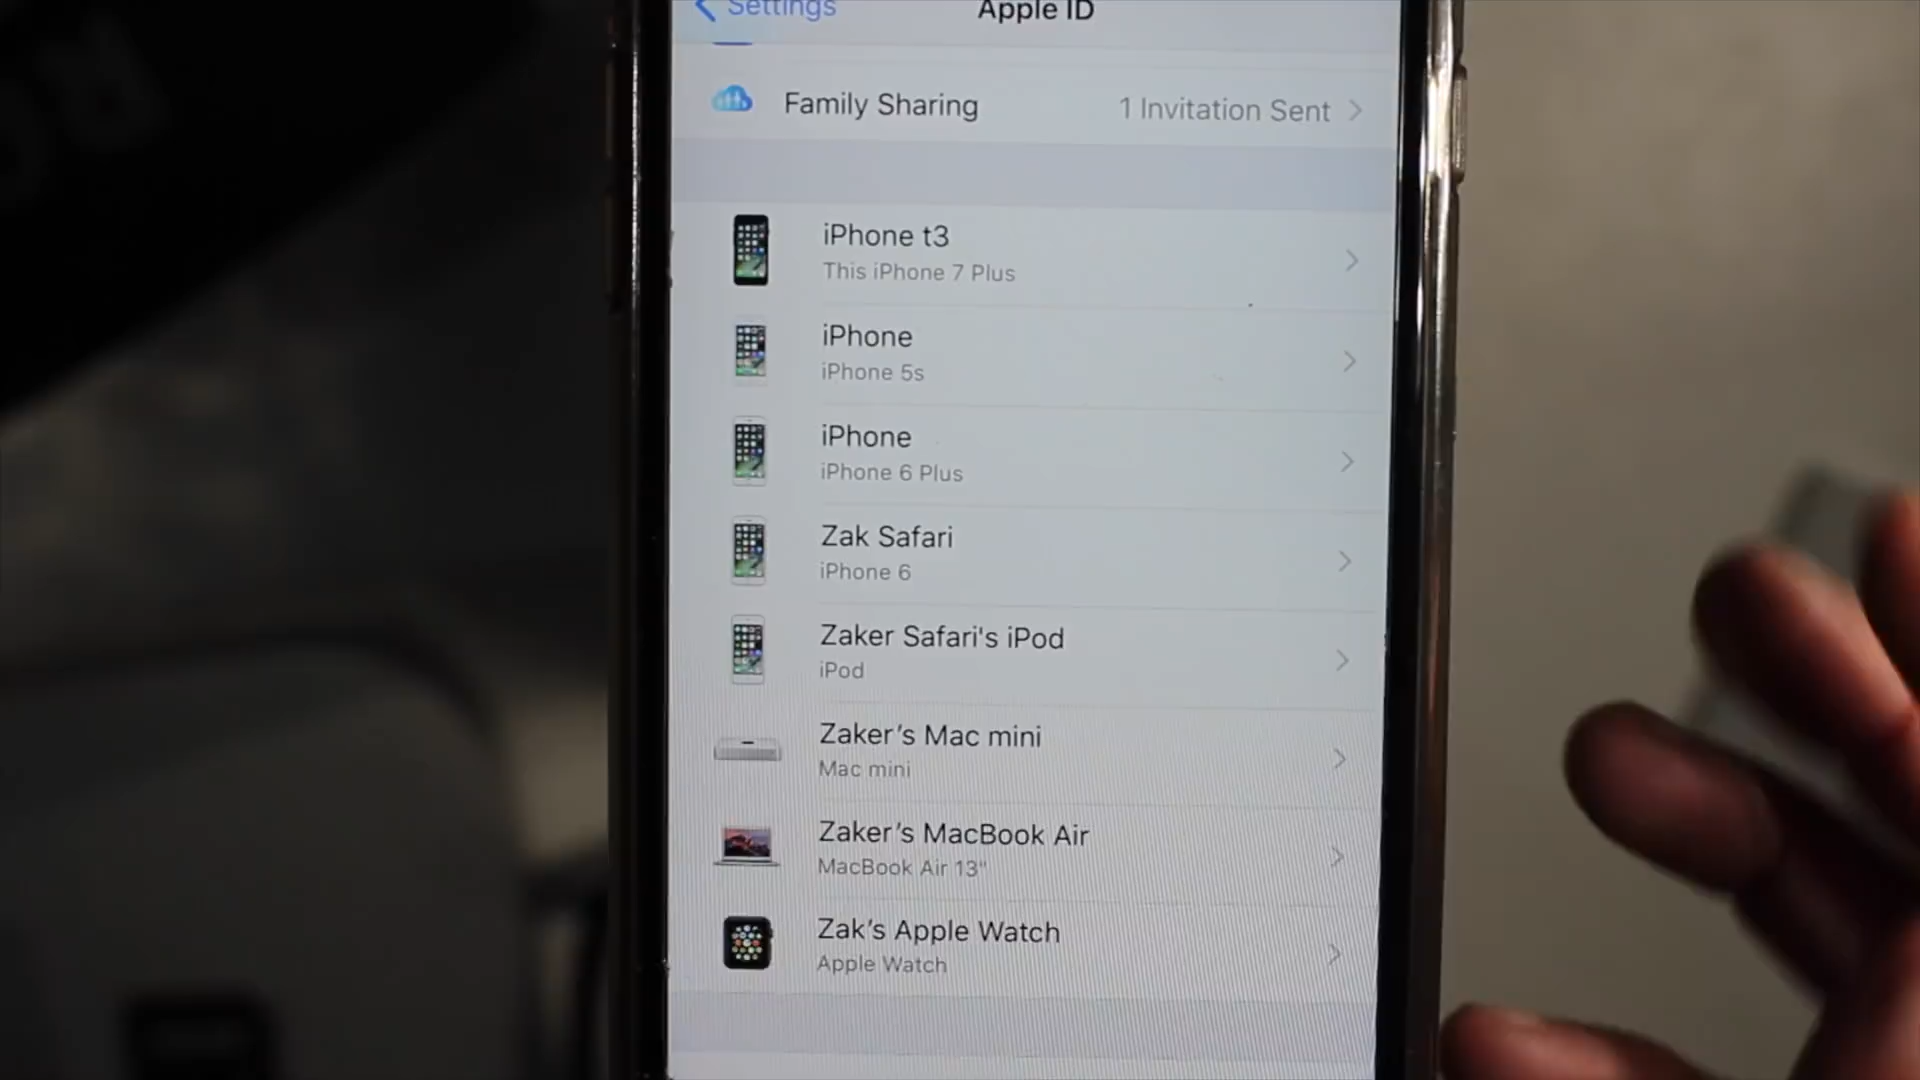 Settings
Apple ID
Family Sharing
1 Invitation Sent
iPhone t3
This iPhone 7 Plus
iPhone
iPhone 5s
iPhone
iPhone 6 Plus
Zak Safari
iPhone 6
Zaker Safari's iPod
iPod
Zaker’s Mac mini
Mac mini
Zaker’s MacBook Air
MacBook Air 13"
Zak’s Apple Watch
Apple Watch